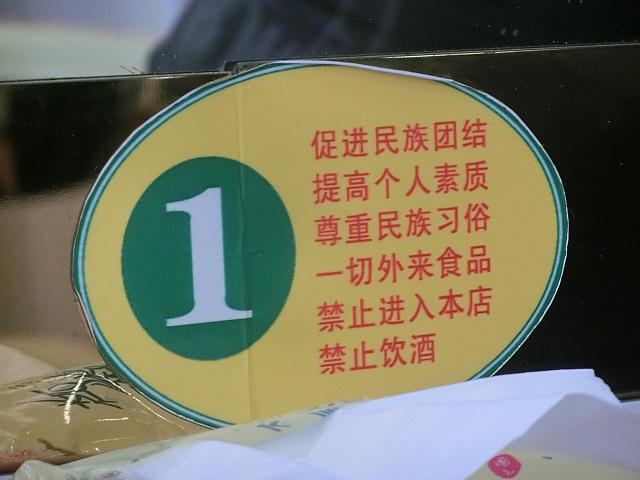 1
促进民族团结
提高个人素质
尊重民族习俗
一切外来食品
禁止进入本店
禁止饮酒